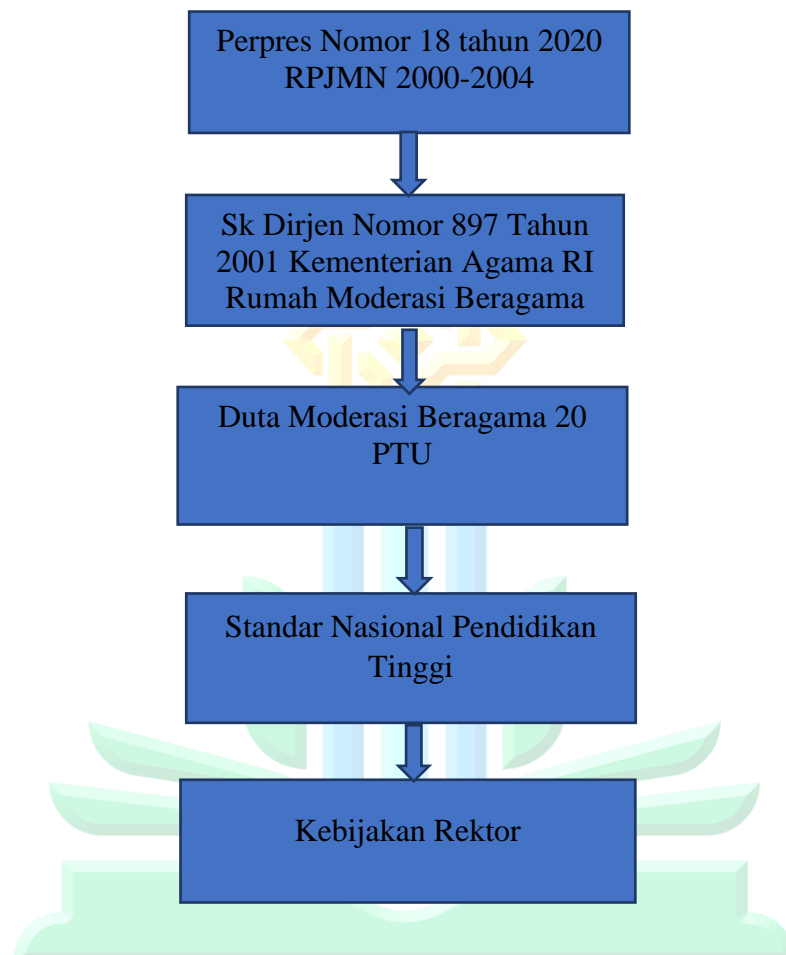 Perpres Nomor 18 tahun 2020
RPJMN 2000-2004
Sk Dirjen Nomor 897 Tahun
2001 Kementerian Agama RI
Rumah Moderasi Beragama
Duta Moderasi Beragama 20
PTU
Standar Nasional Pendidikan
Tinggi
Kebijakan Rektor